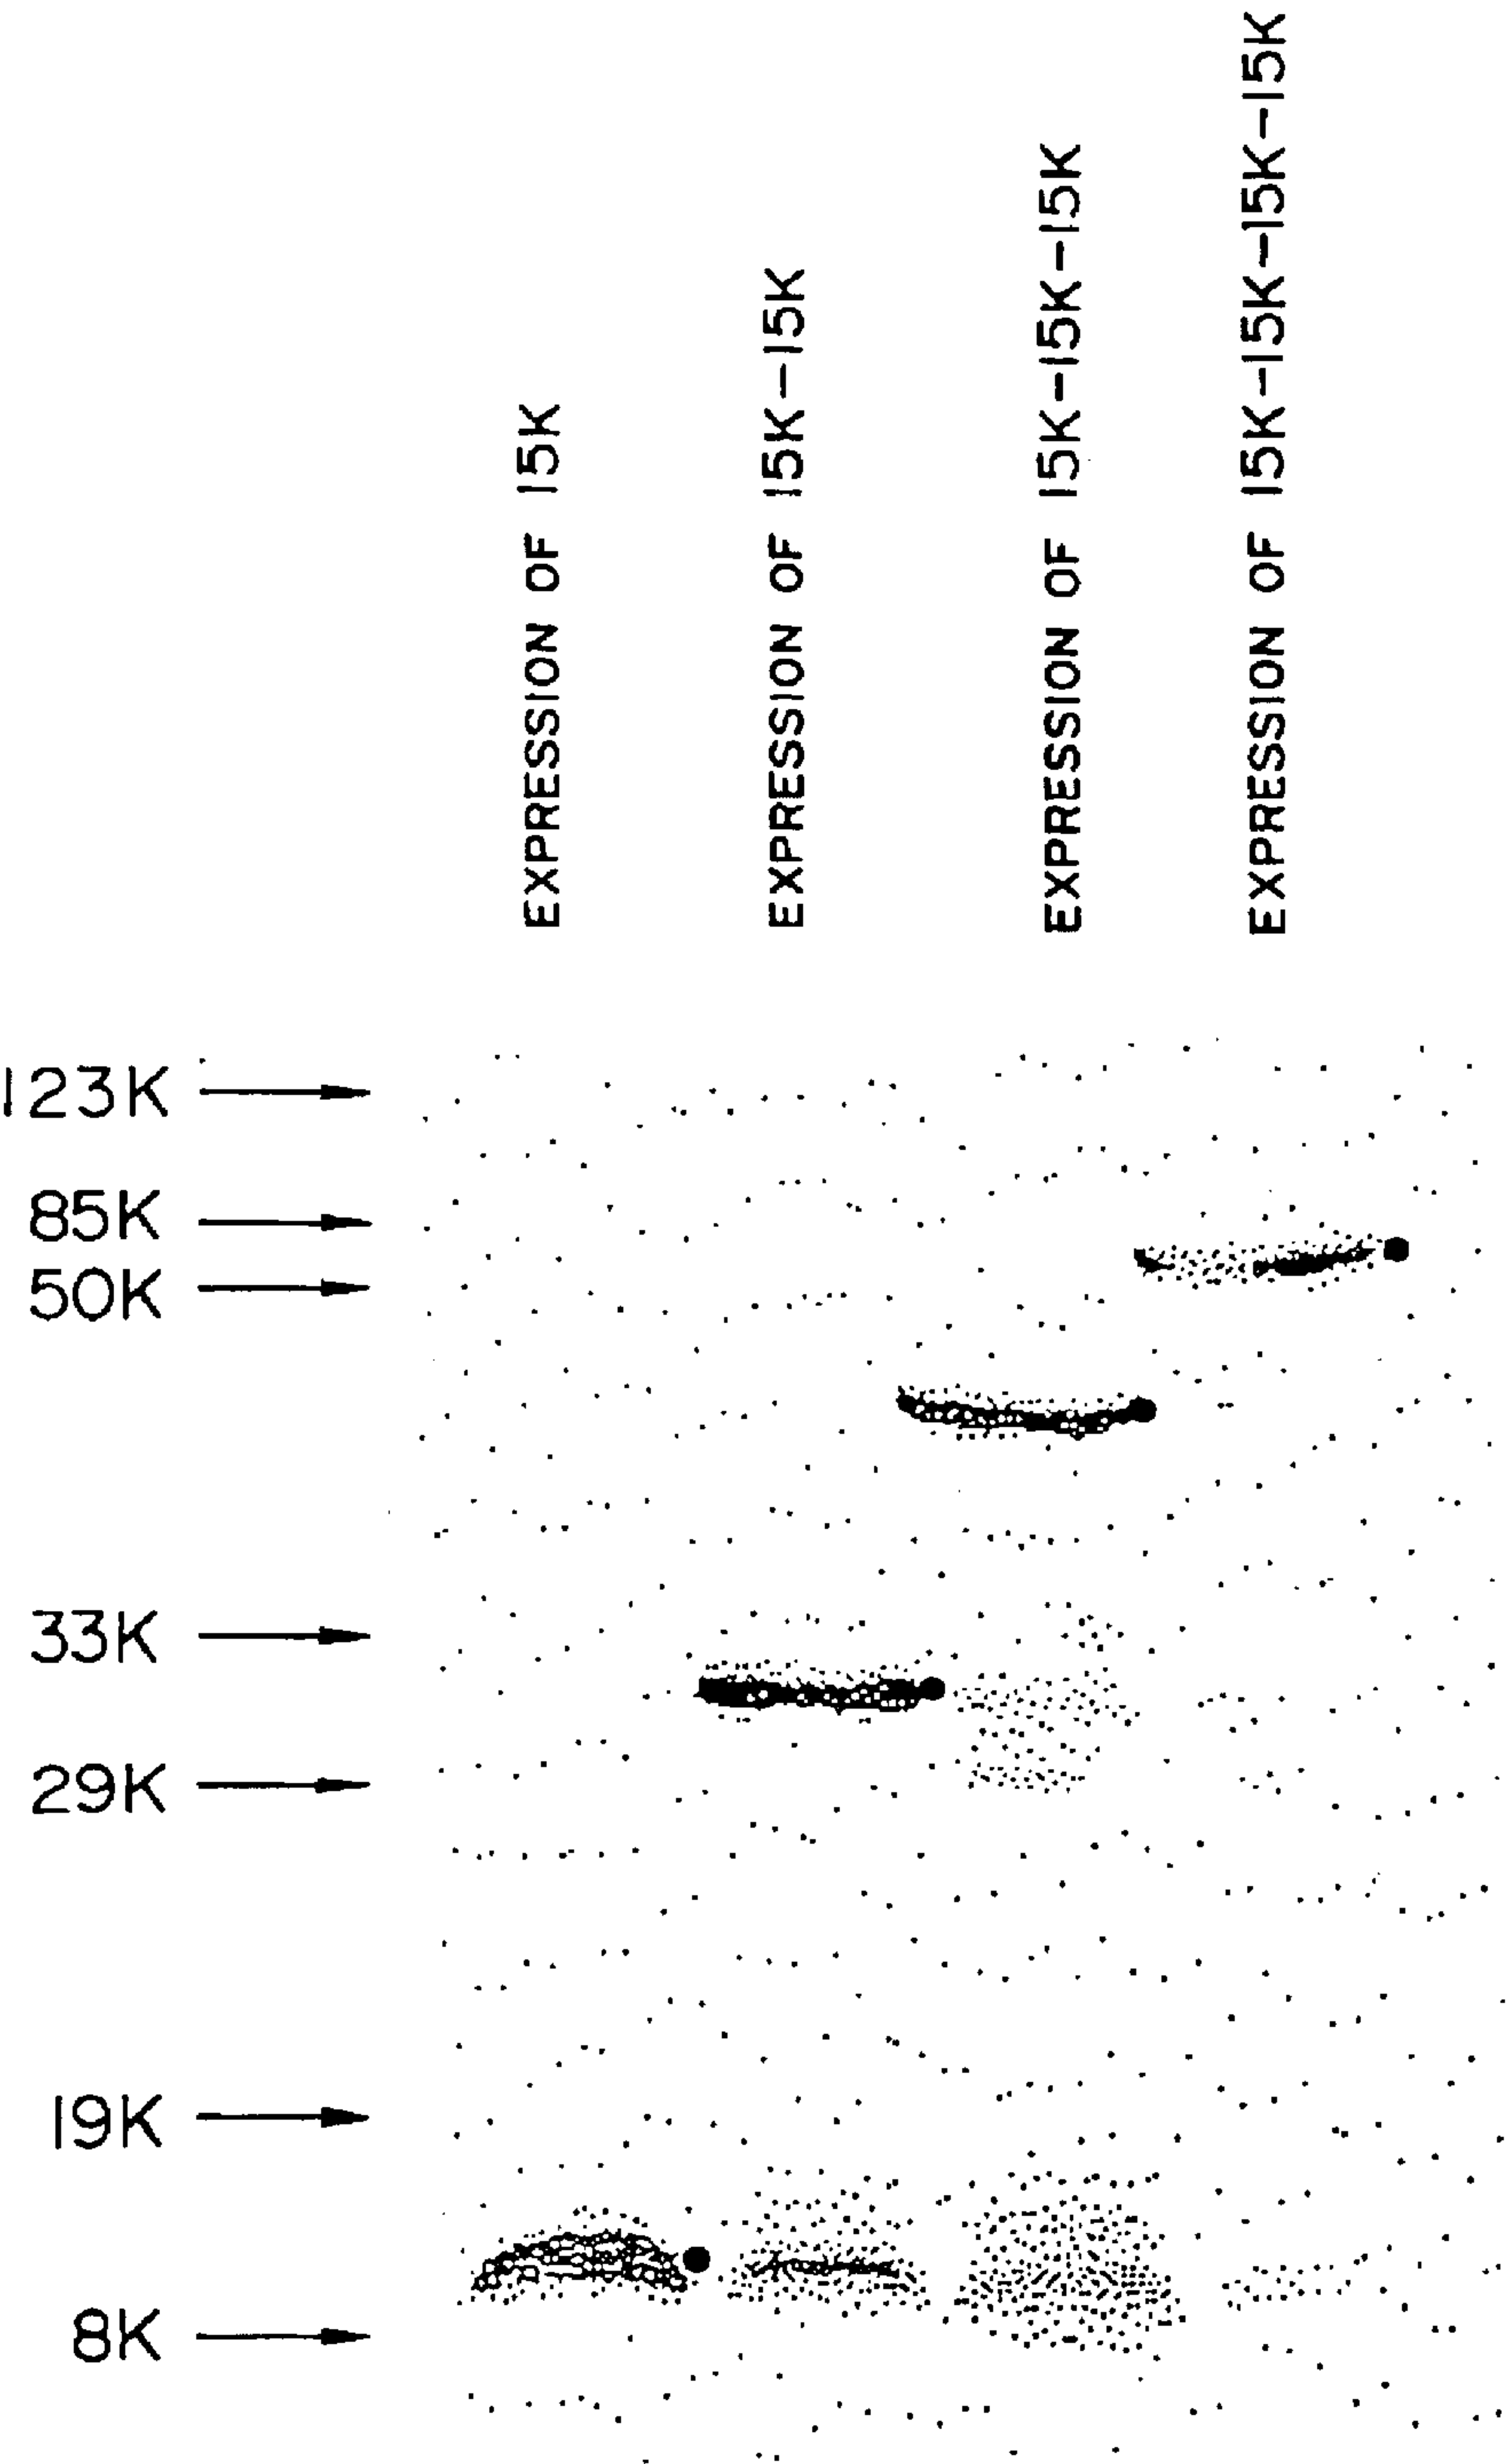 EXPRESSION OF 15K
EXPRESSION OF 15K-15K
EXPRESSION OF 15K-15K-15K
EXPRESSION OF 15K-15K-15K-15K
123K
85K
50K
33K
29K
19K
8K